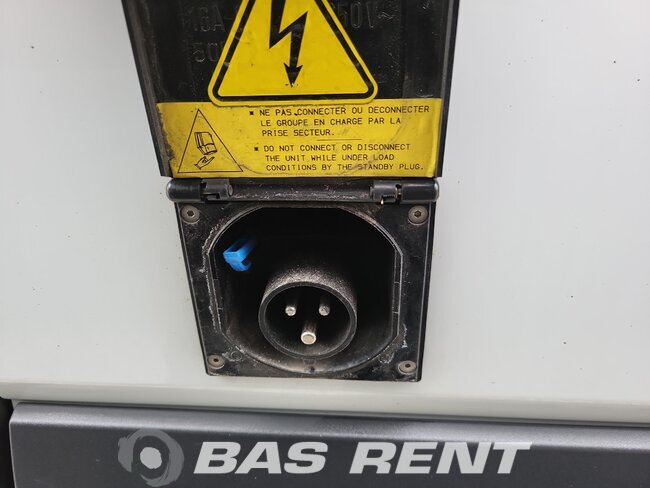 ■ NE PAS CONNECTER OU DECONNECTER
LE GROUPE EN CHARGE PAR LA
PRISE SECTEUR.
■ DO NOT CONNECT OR DISCONNECT
THE UNIT WHILE UNDER LOAD
CONDITIONS BY THE STANDBY PLUG.
BAS RENT